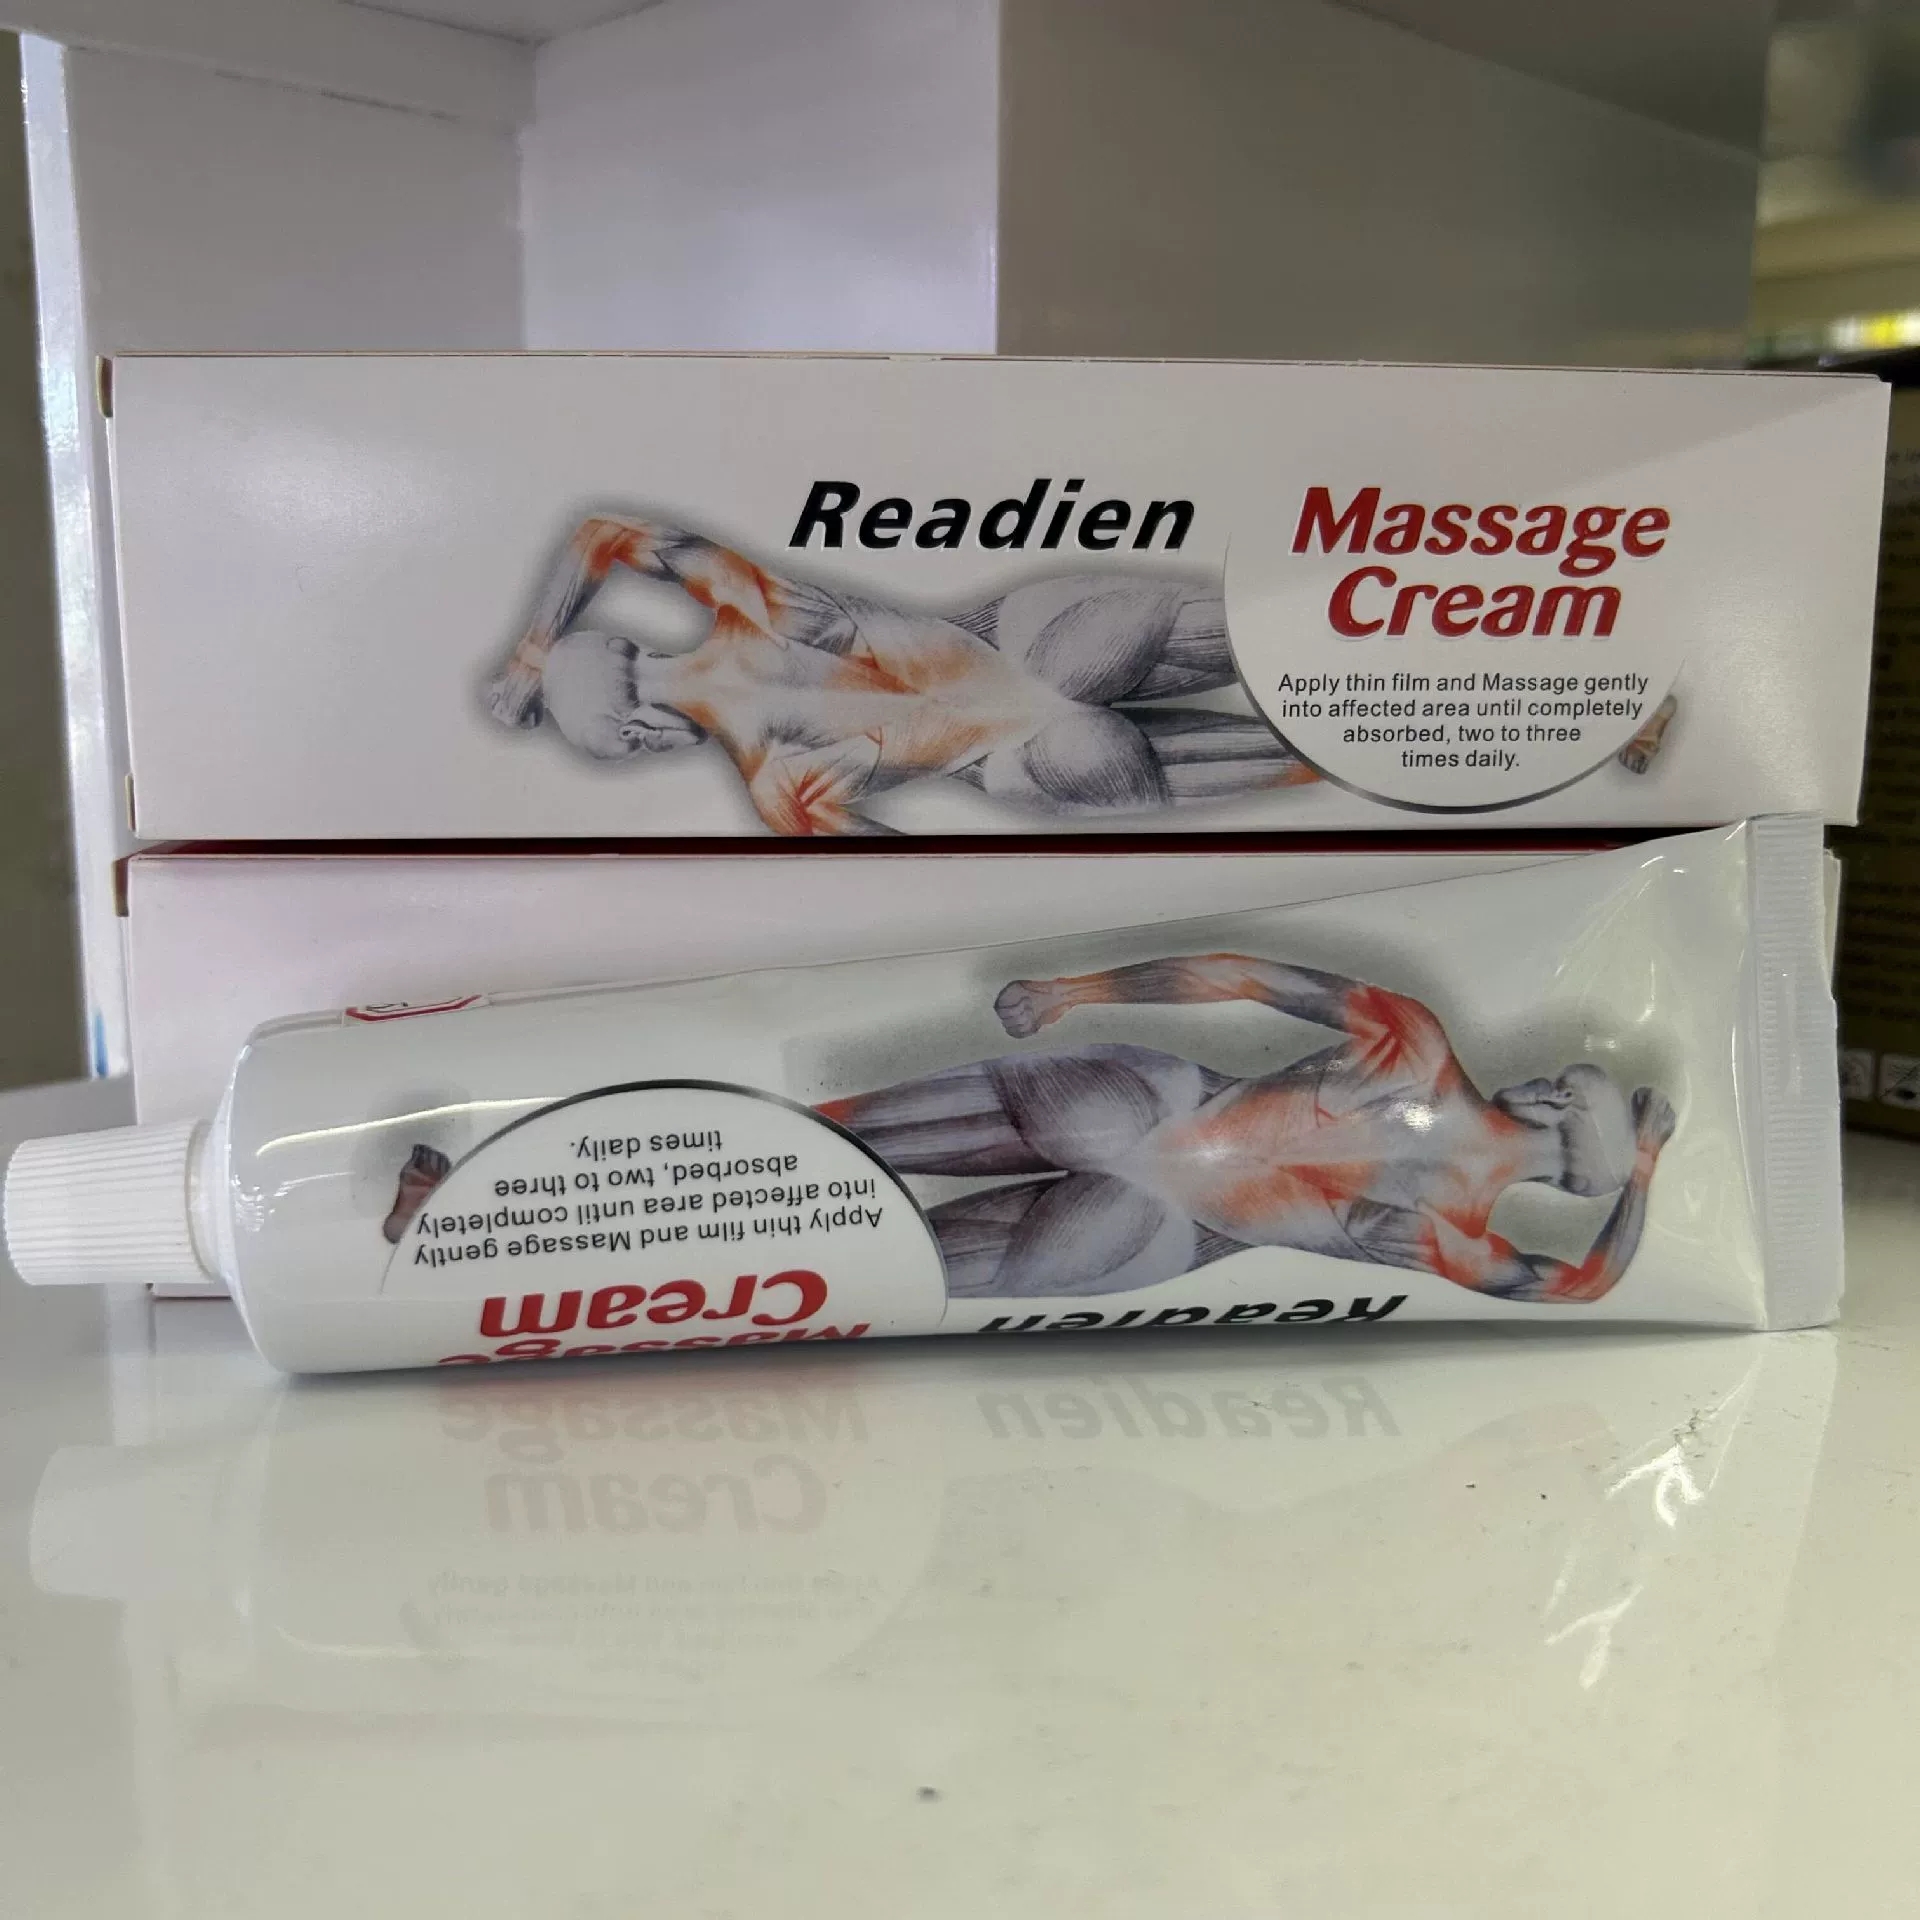 Readien
Massage
Cream
Apply thin film and Massage gently
into affected area until completely
absorbed, two to three
times daily.
Readien
Massage
Cream
Apply thin film and Massage gently
into affected area until completely
absorbed, two to three
times daily.